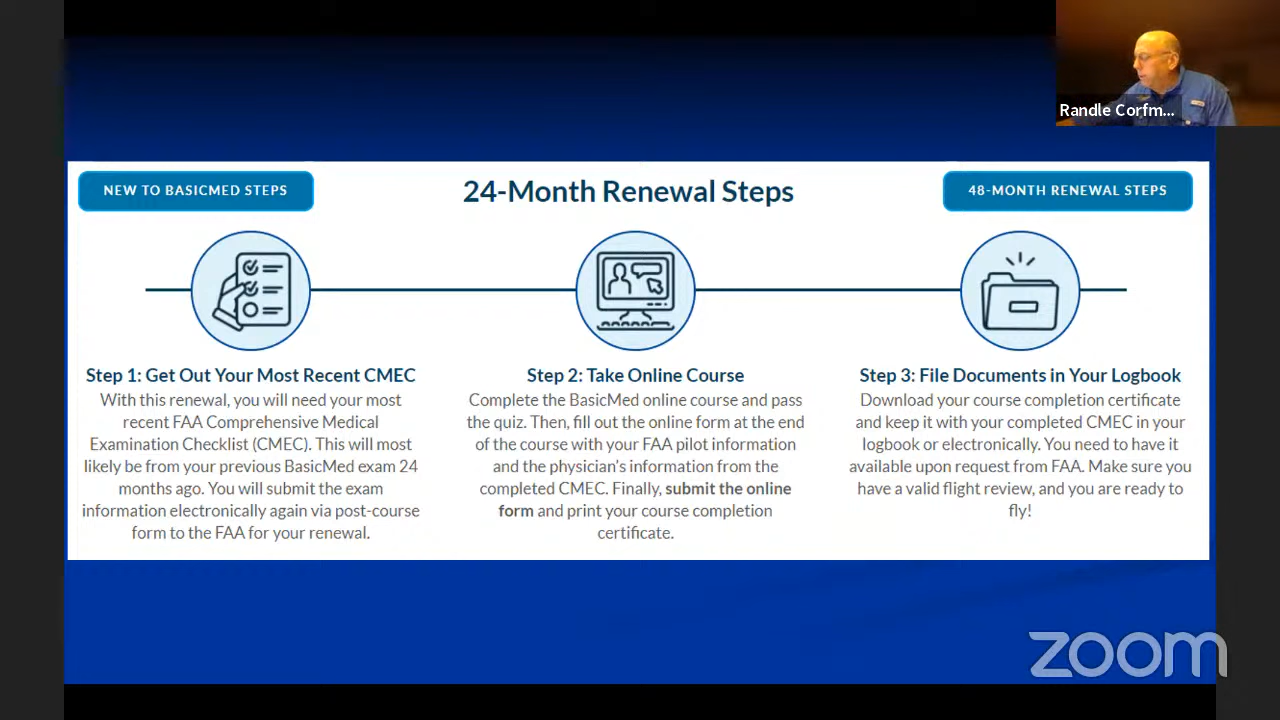 Randle Corfm...
NEW TO BASICMED STEPS
24-Month Renewal Steps
48-MONTH RENEWAL STEPS
Step 1: Get Out Your Most Recent CMEC
With this renewal, you will need your most
recent FAA Comprehensive Medical
Examination Checklist (CMEC). This will most
likely be from your previous BasicMed exam 24
months ago. You will submit the exam
information electronically again via post-course
form to the FAA for your renewal.
Step 2: Take Online Course
Complete the BasicMed online course and pass
the quiz. Then, fill out the online form at the end
of the course with your FAA pilot information
and the physician's information from the
completed CMEC. Finally, submit the online
form and print your course completion
certificate.
Step 3: File Documents in Your Logbook
Download your course completion certificate
and keep it with your completed CMEC in your
logbook or electronically. You need to have it
available upon request from FAA. Make sure you
have a valid flight review, and you are ready to
fly!
zoom